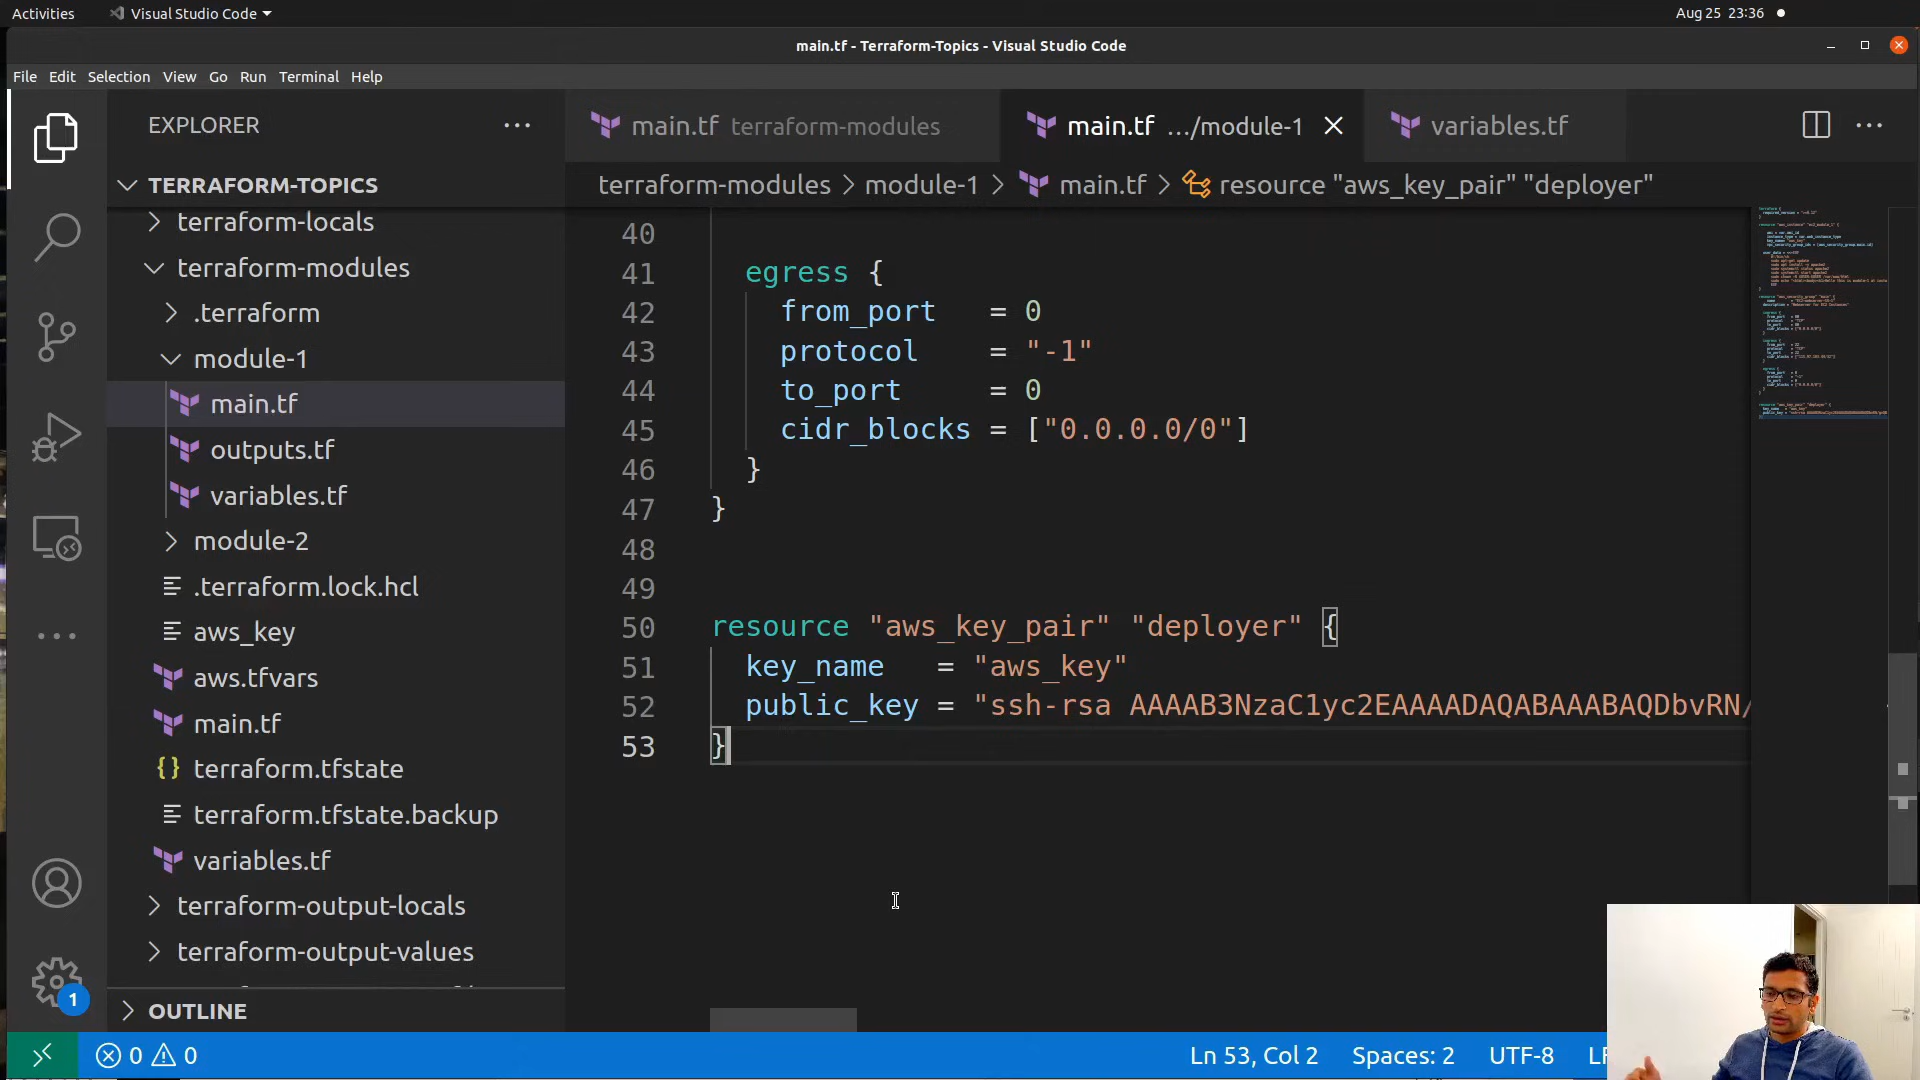 Activities
Visual Studio Code
Aug 25 23:36
main.tf - Terraform-Topics - Visual Studio Code
File Edit Selection View Go Run Terminal Help
EXPLORER
main.tf terraform-modules
main.tf .../module-1
variables.tf
TERRAFORM-TOPICS
terraform-modules > module-1 > main.tf > resource "aws_key_pair" "deployer"
terraform-locals
terraform-modules
.terraform
module-1
main.tf
outputs.tf
variables.tf
module-2
.terraform.lock.hcl
aws_key
aws.tfvars
main.tf
terraform.tfstate
terraform.tfstate.backup
variables.tf
terraform-output-locals
terraform-output-values
OUTLINE
40
41 egress {
42 from_port = 0
43 protocol = "-1"
44 to_port = 0
45 cidr_blocks = ["0.0.0.0/0"]
46 }
47 }
48
49
50 resource "aws_key_pair" "deployer" {
51 key_name = "aws_key"
52 public_key = "ssh-rsa AAAAB3NzaC1yc2EAAAADAQABAAABAQDbvRN/
53 }
1
0 0
Ln 53, Col 2 Spaces: 2 UTF-8 LF